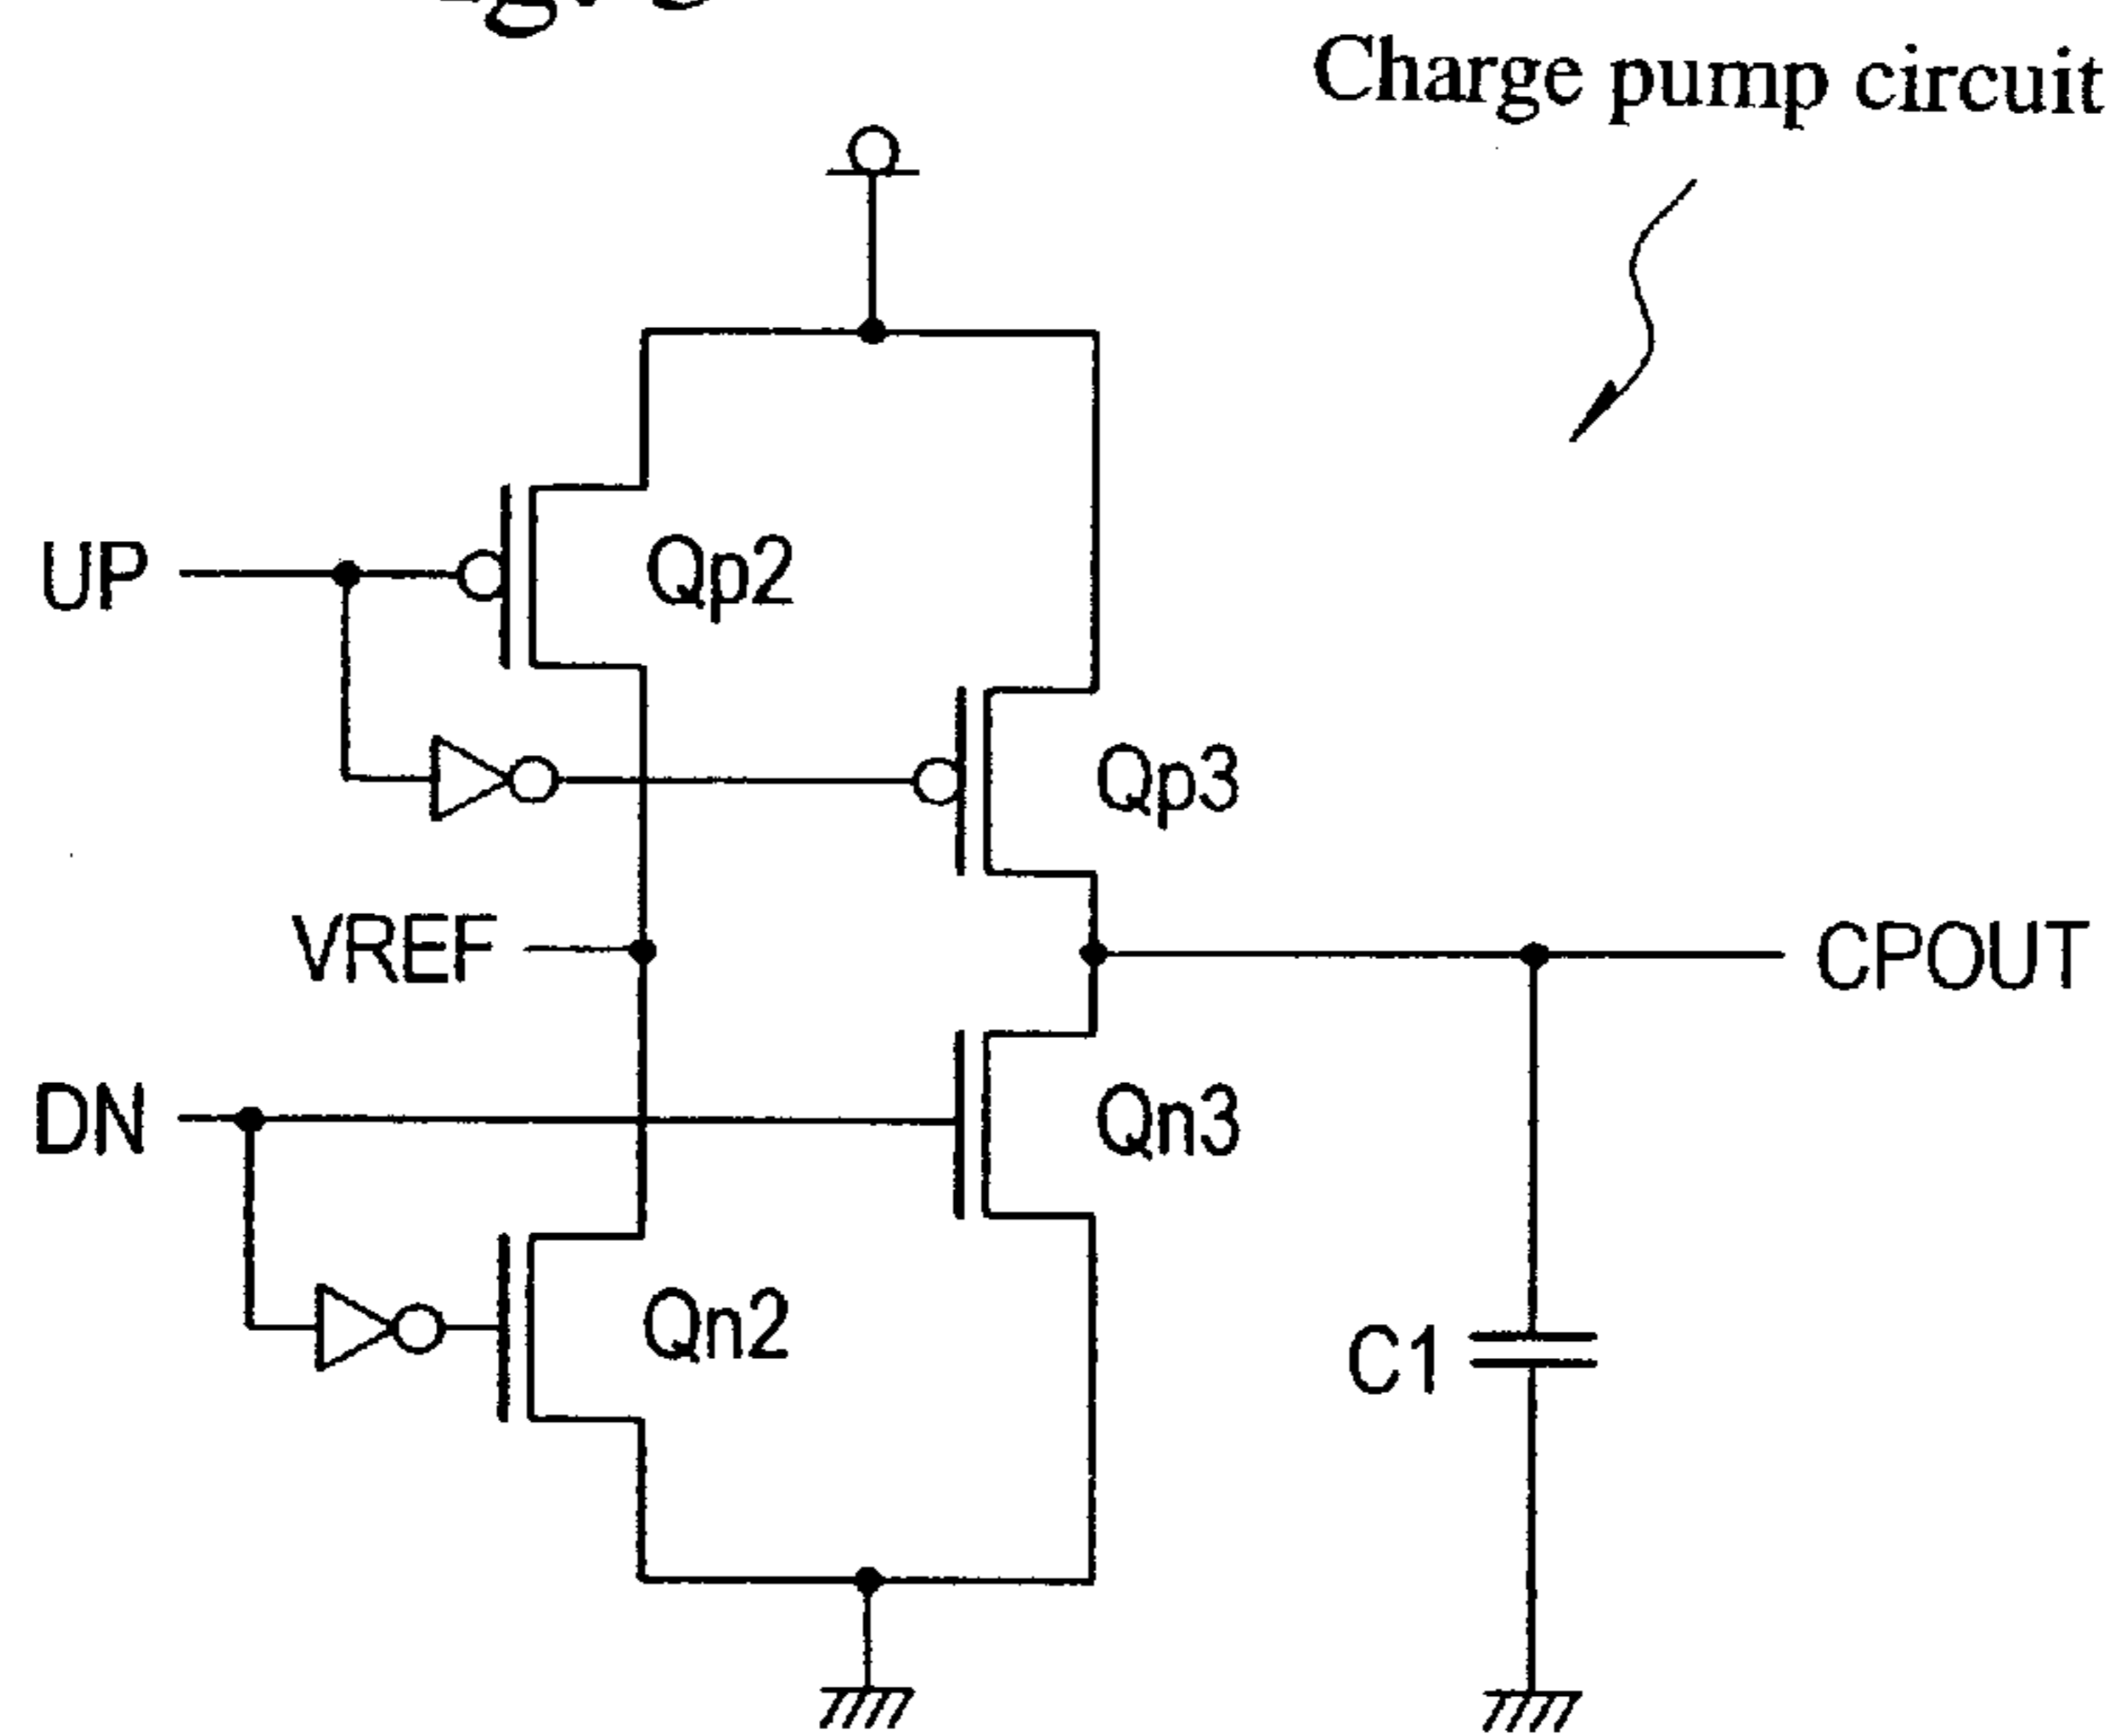 Charge pump circuit
UP
Qp2
Qp3
VREF
CPOUT
DN
Qn3
Qn2
C1